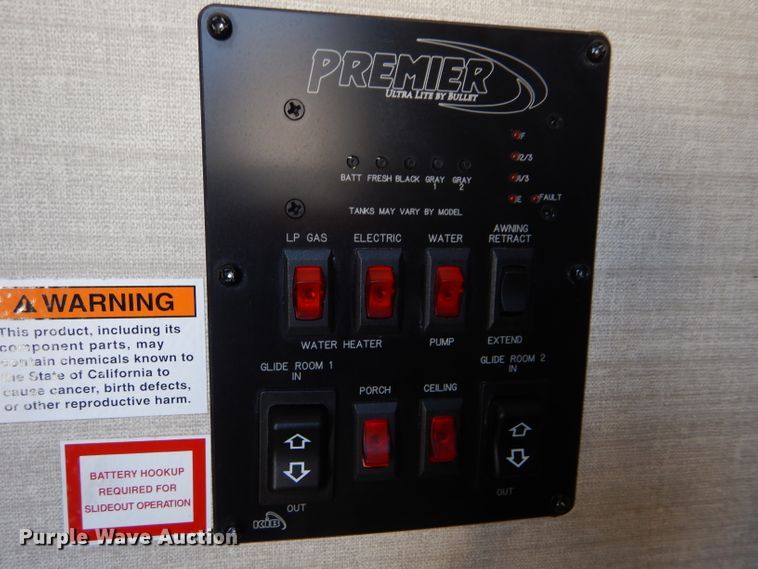 PREMIER
ULTRA LITE BY BULLET
F
2/3
1/3
E FAULT
BATT FRESH BLACK GRAY 1 GRAY 2
TANKS MAY VARY BY MODEL
LP GAS ELECTRIC WATER AWNING RETRACT
WATER HEATER PUMP EXTEND
GLIDE ROOM 1 IN
GLIDE ROOM 2 IN
PORCH CEILING
OUT
OUT
KIB
WARNING
This product, including its
component parts, may
contain chemicals known to
the State of California to
cause cancer, birth defects,
or other reproductive harm.
BATTERY HOOKUP
REQUIRED FOR
SLIDEOUT OPERATION
Purple Wave Auction